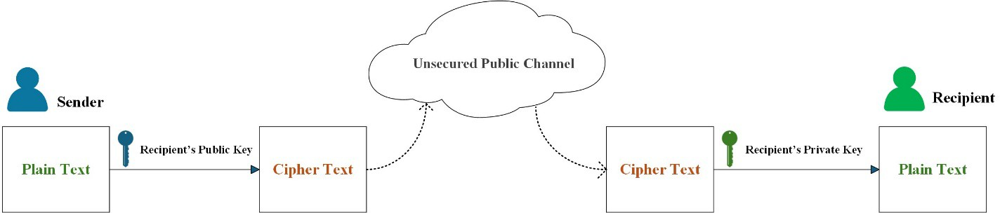 Unsecured Public Channel
Sender
Recipient
Plain Text
Recipient's Public Key
Cipher Text
Cipher Text
Recipient's Private Key
Plain Text